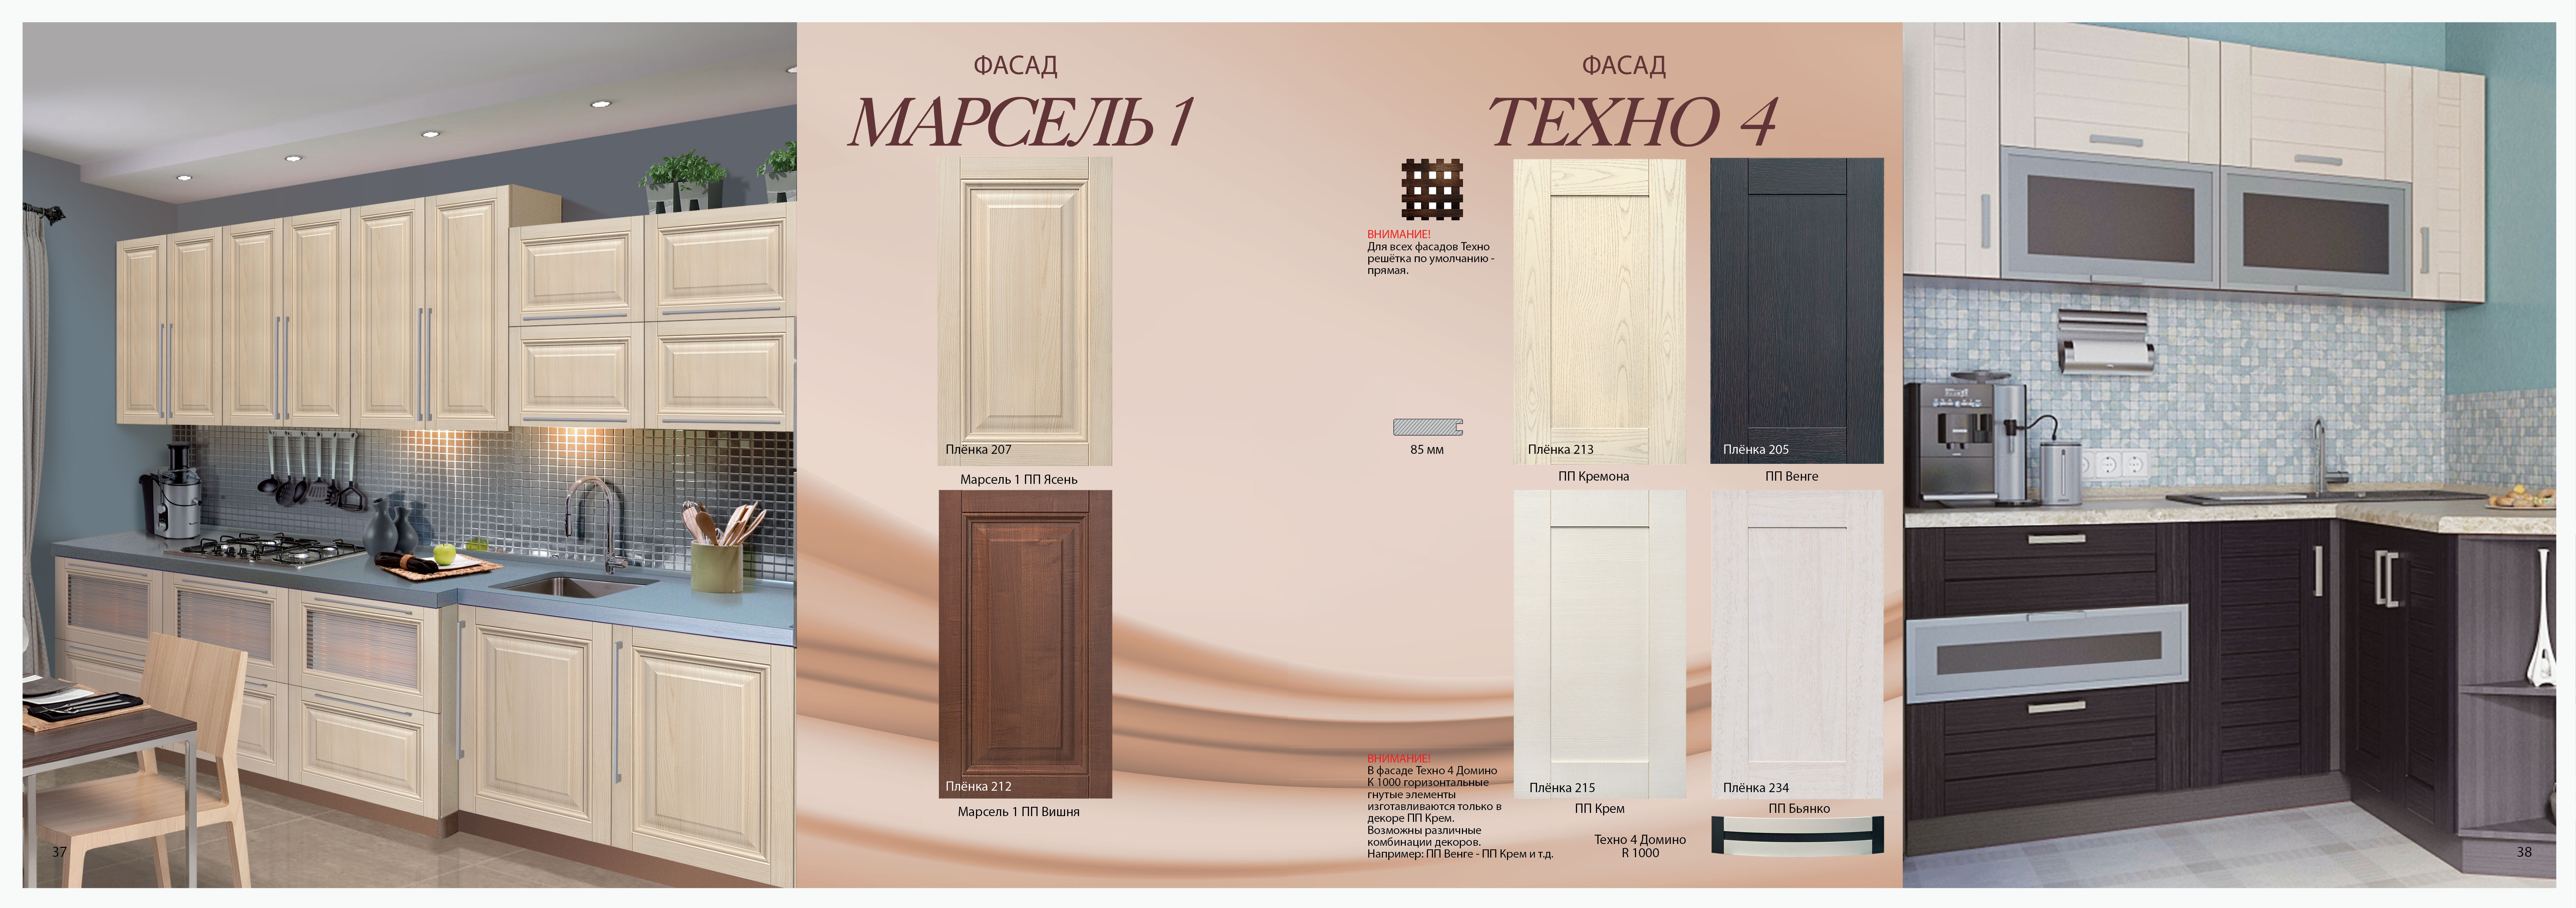 ФАСАД
МАРСЕЛЬ 1
Плёнка 207
Марсель 1 ПП Ясень
Плёнка 212
Марсель 1 ПП Вишня
37
ФАСАД
ТЕХНО 4
ВНИМАНИЕ!
Для всех фасадов Техно
решётка по умолчанию -
прямая.
85 мм
Плёнка 213
ПП Кремона
Плёнка 205
ПП Венге
Плёнка 215
ПП Крем
Плёнка 234
ПП Бьянко
ВНИМАНИЕ!
В фасаде Техно 4 Домино
К 1000 горизонтальные
гнутые элементы
изготавливаются только в
декоре ПП Крем.
Возможны различные
комбинации декоров.
Например: ПП Венге - ПП Крем и т.д.
Техно 4 Домино
R 1000
38